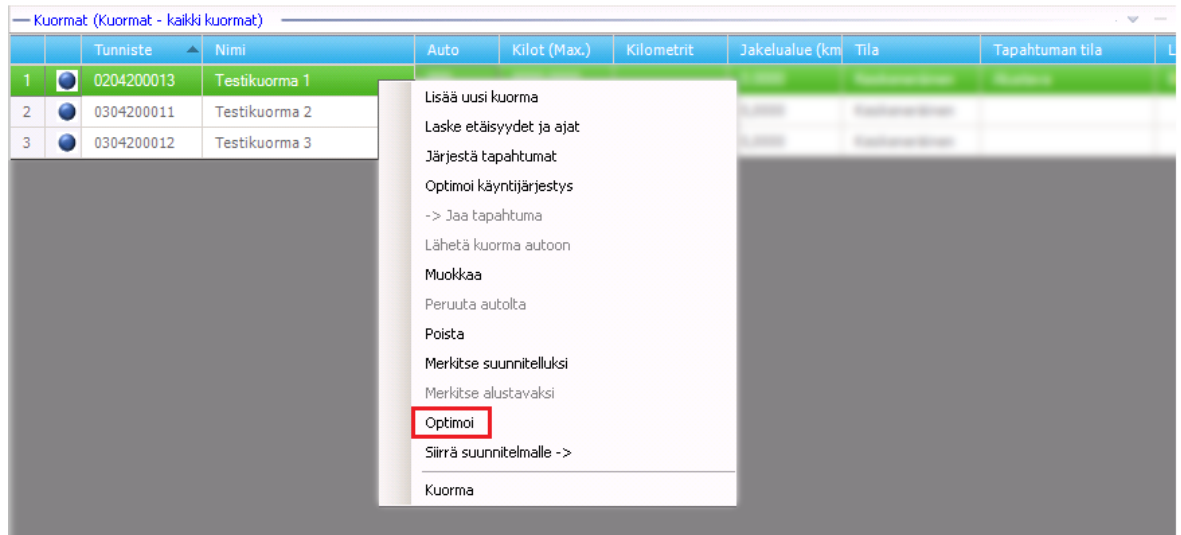 Kuormat (Kuormat - kaikki kuormat)
Tunniste Nimi Auto Kilot (Max.) Kilometrit Jakelualue (km Tila Tapahtuman tila
1 0204200013 Testikuorma 1
2 0304200011 Testikuorma 2
3 0304200012 Testikuorma 3
Lisää uusi kuorma
Laske etäisyydet ja ajat
Järjestä tapahtumat
Optimoi käyntijärjestys
-> Jaa tapahtuma
Lähetä kuorma autoon
Muokkaa
Peruuta autolta
Poista
Merkitse suunnitelluksi
Merkitse alustavaksi
Optimoi
Siirrä suunnitelmalle ->
Kuorma